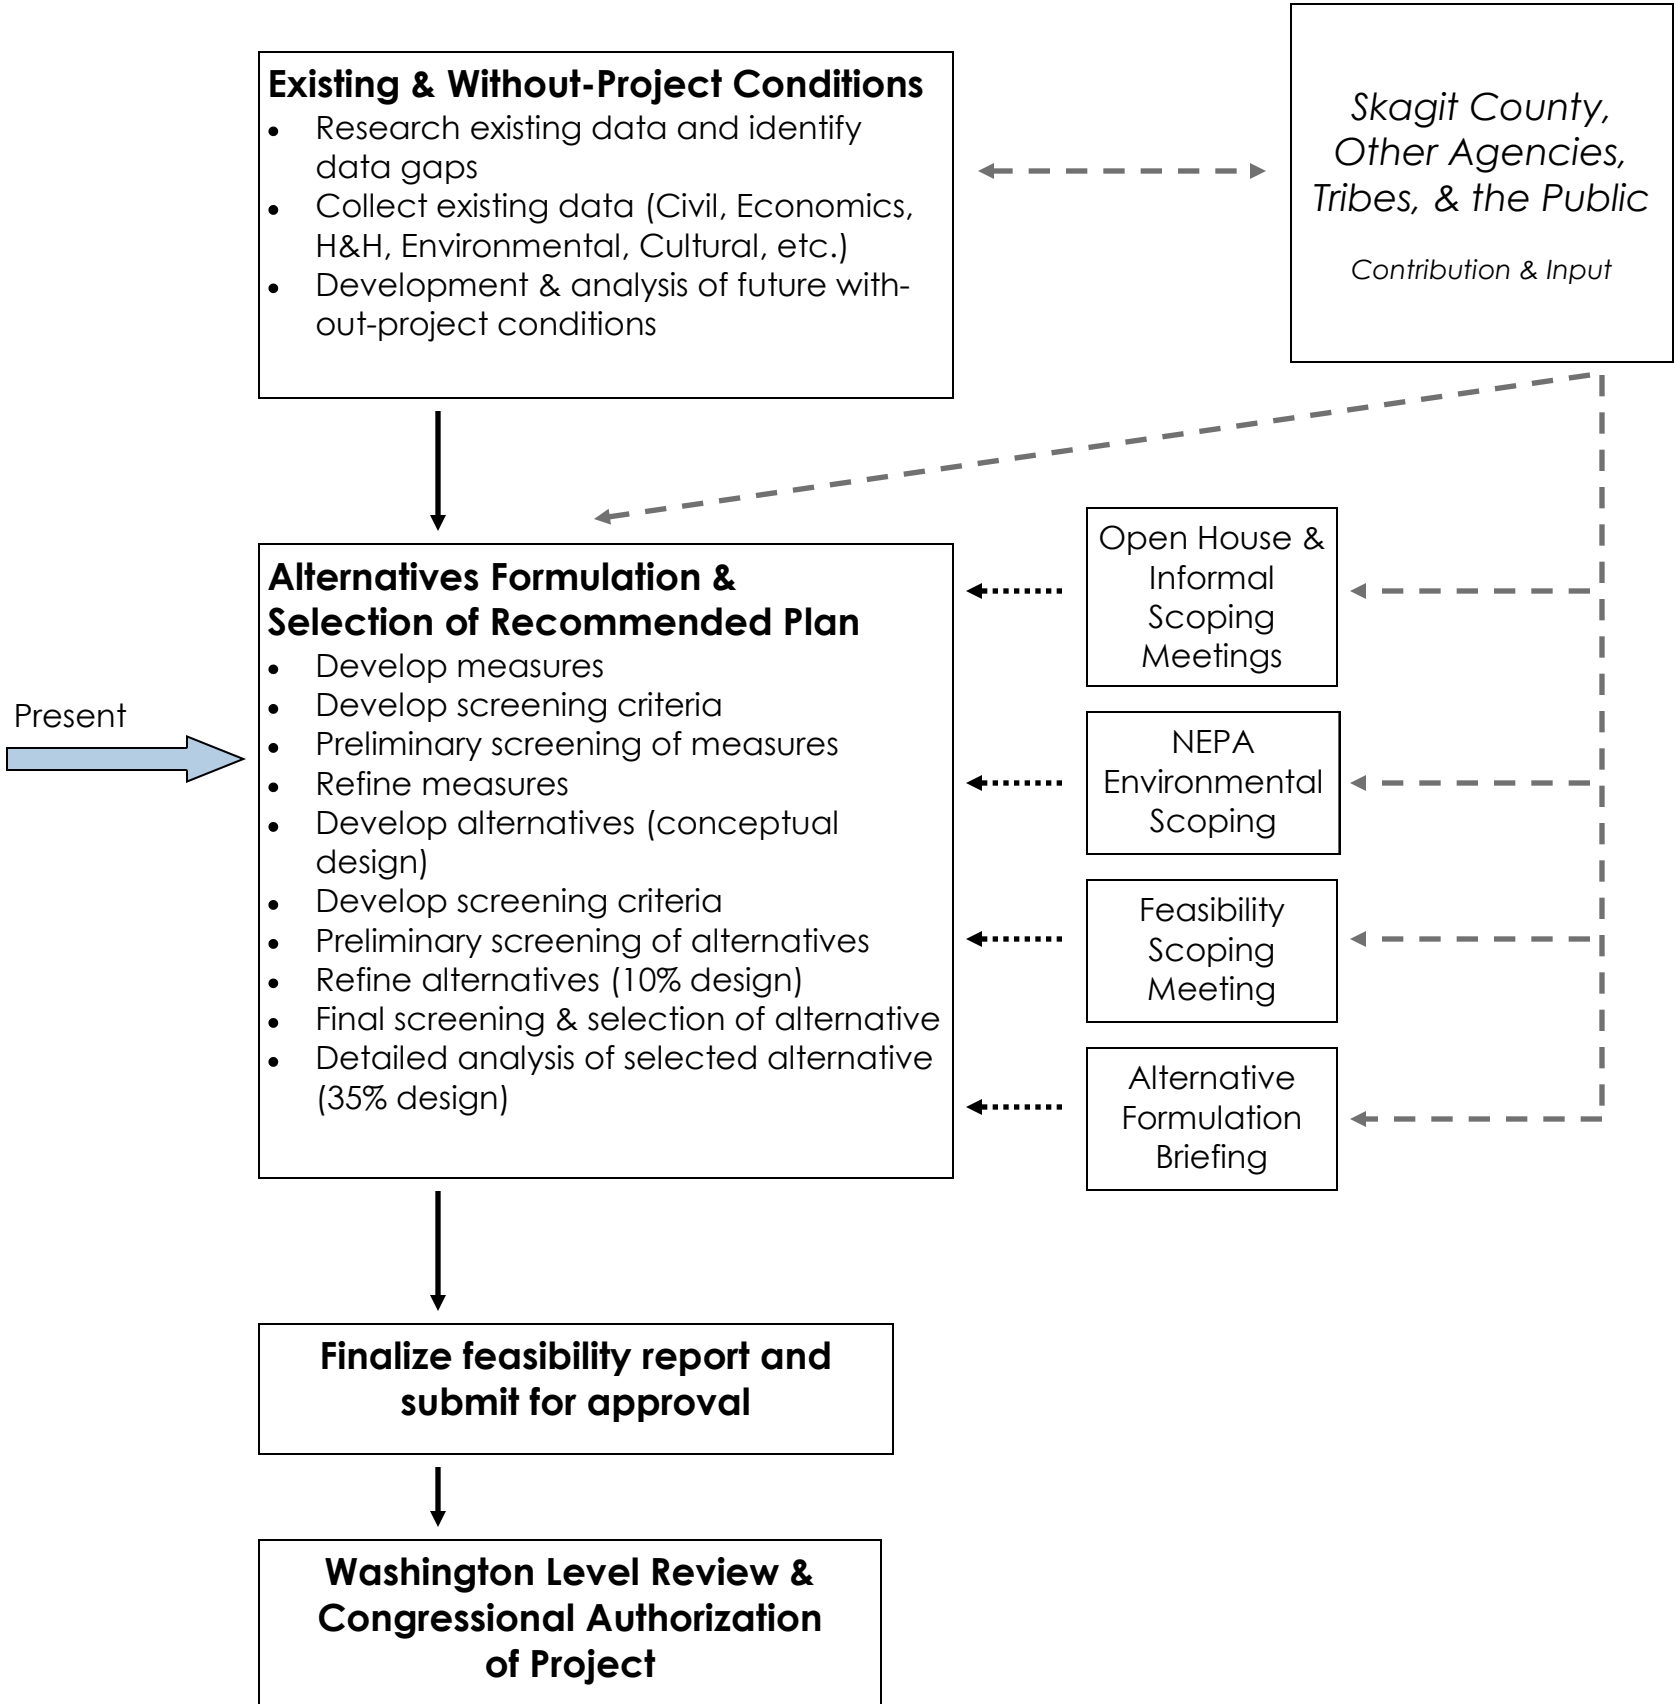 Existing & Without-Project Conditions
• Research existing data and identify
data gaps
• Collect existing data (Civil, Economics,
H&H, Environmental, Cultural, etc.)
• Development & analysis of future with-
out-project conditions
Skagit County,
Other Agencies,
Tribes, & the Public
Contribution & Input
Present
Alternatives Formulation &
Selection of Recommended Plan
• Develop measures
• Develop screening criteria
• Preliminary screening of measures
• Refine measures
• Develop alternatives (conceptual
design)
• Develop screening criteria
• Preliminary screening of alternatives
• Refine alternatives (10% design)
• Final screening & selection of alternative
• Detailed analysis of selected alternative
(35% design)
Open House &
Informal
Scoping
Meetings
NEPA
Environmental
Scoping
Feasibility
Scoping
Meeting
Alternative
Formulation
Briefing
Finalize feasibility report and
submit for approval
Washington Level Review &
Congressional Authorization
of Project